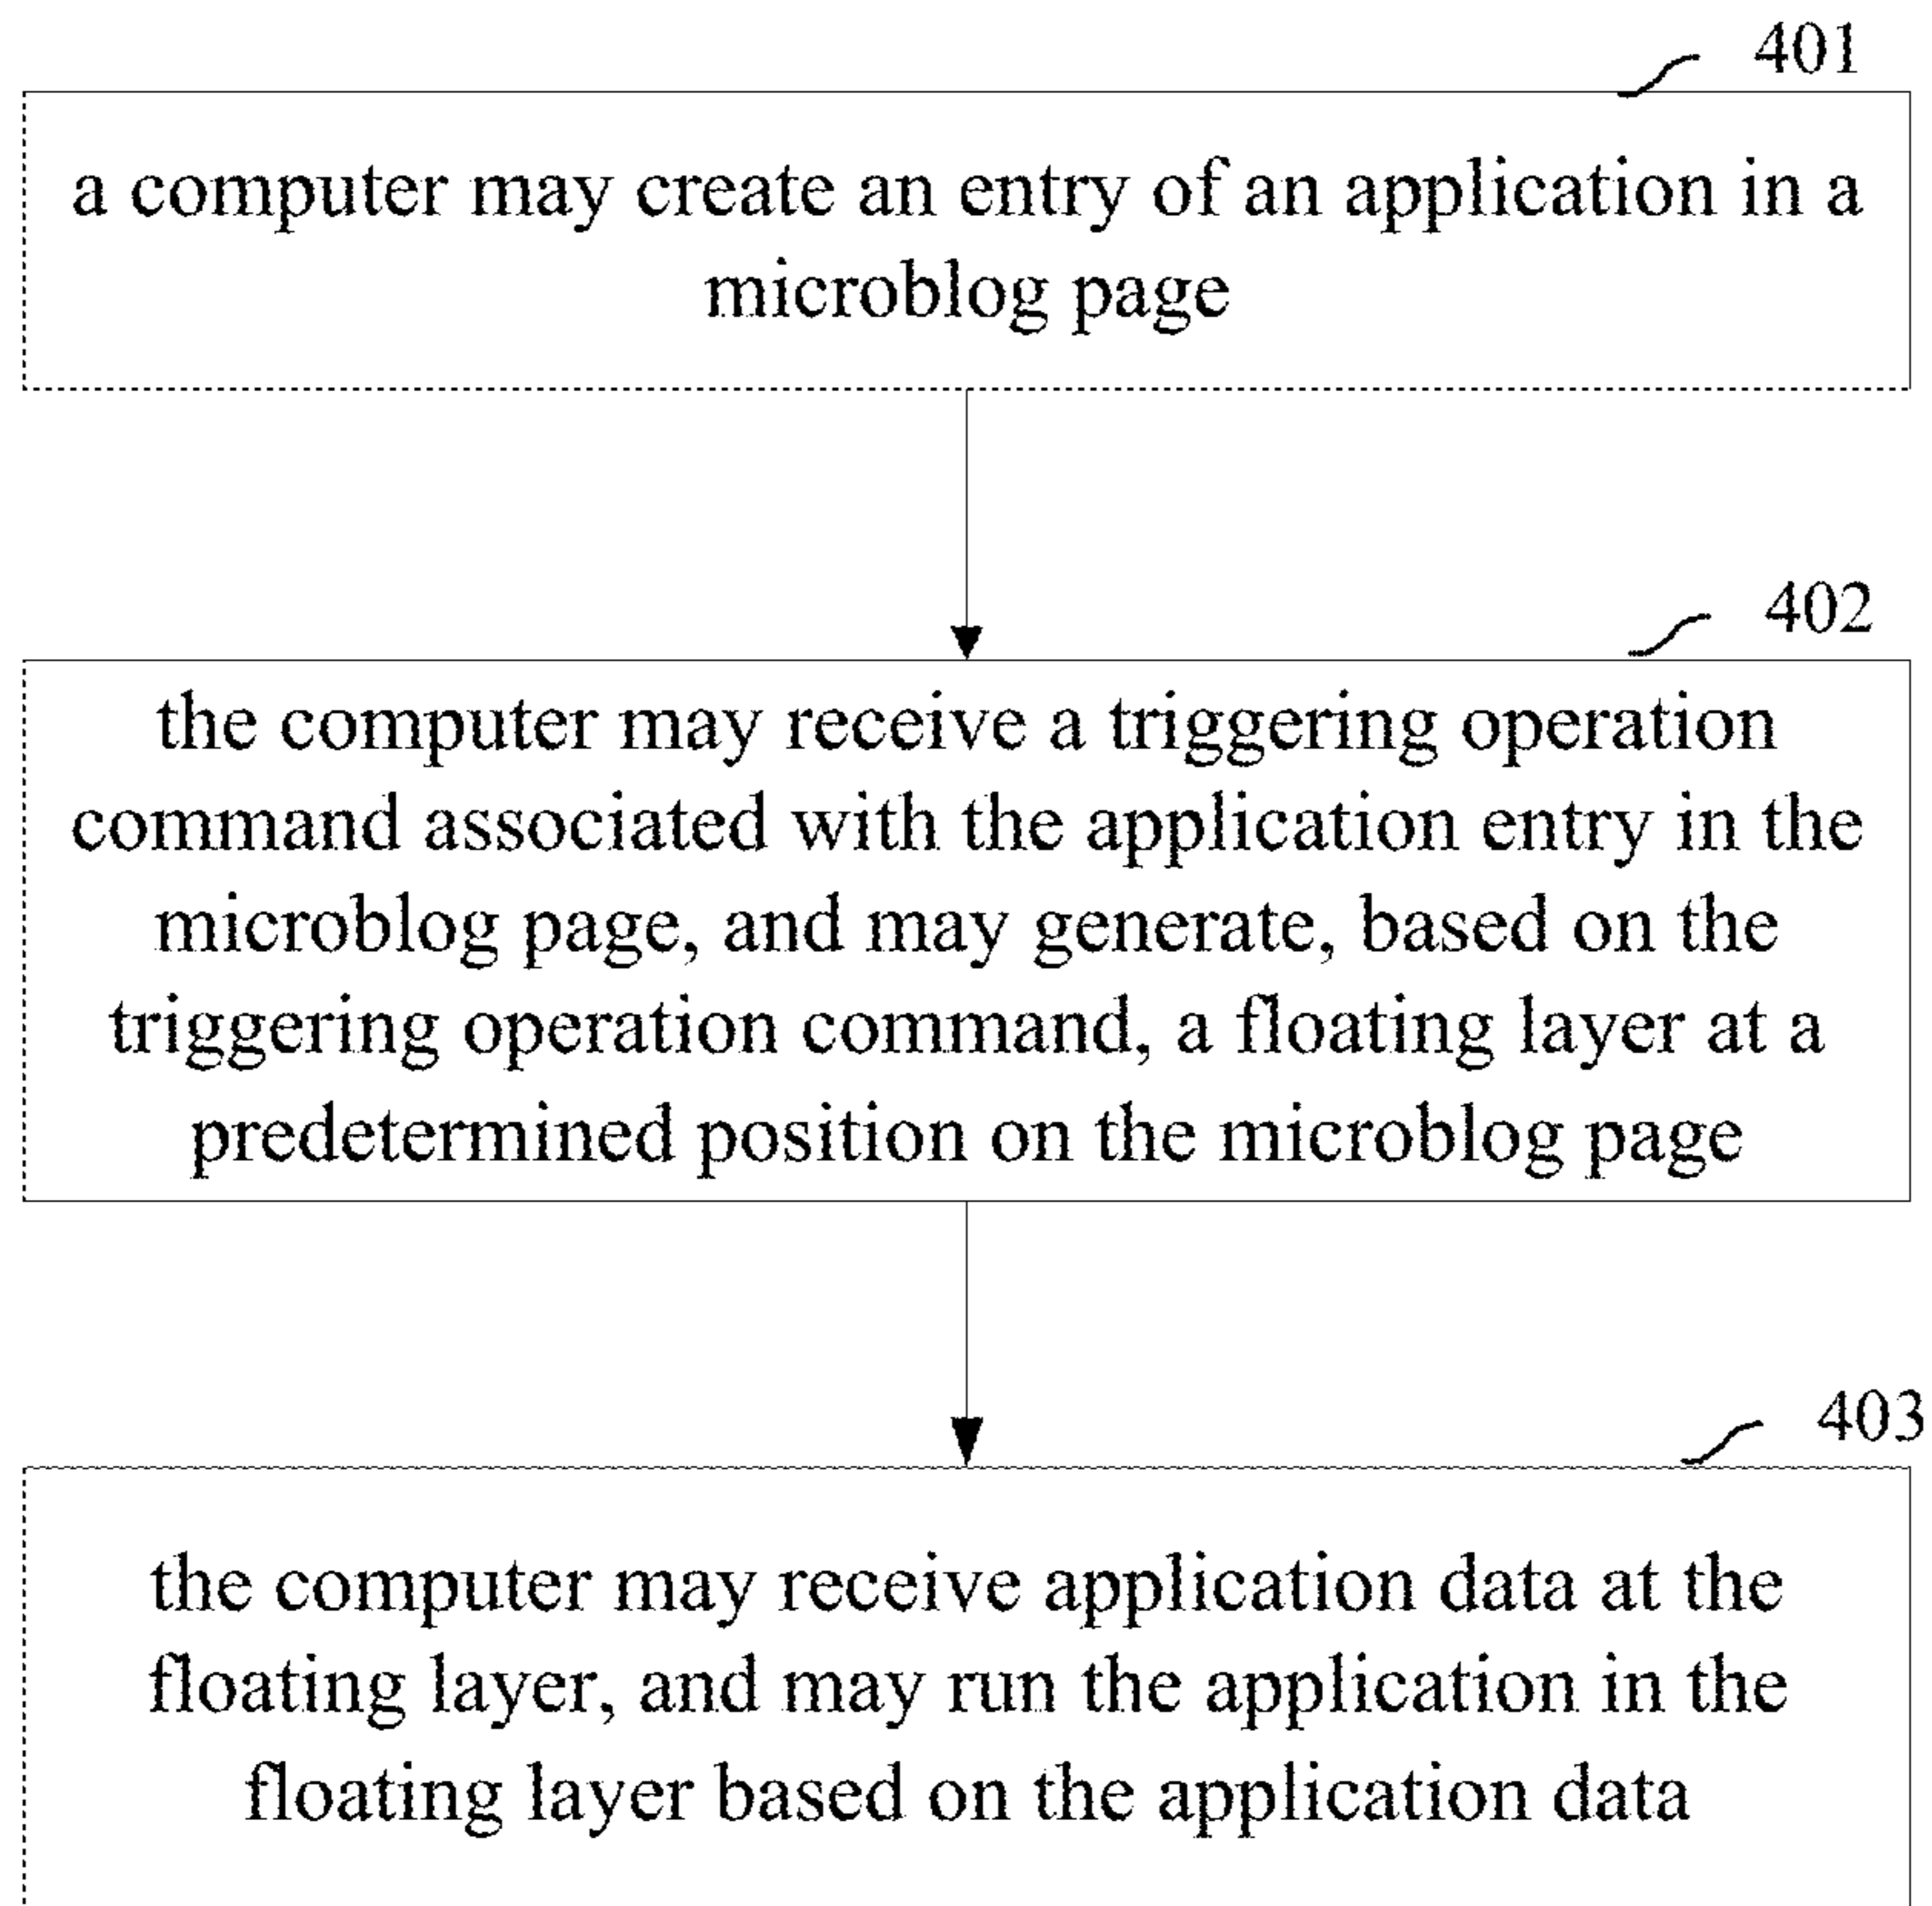 401
a computer may create an entry of an application in a
microblog page
402
the computer may receive a triggering operation
command associated with the application entry in the
microblog page, and may generate, based on the
triggering operation command, a floating layer at a
predetermined position on the microblog page
403
the computer may receive application data at the
floating layer, and may run the application in the
floating layer based on the application data